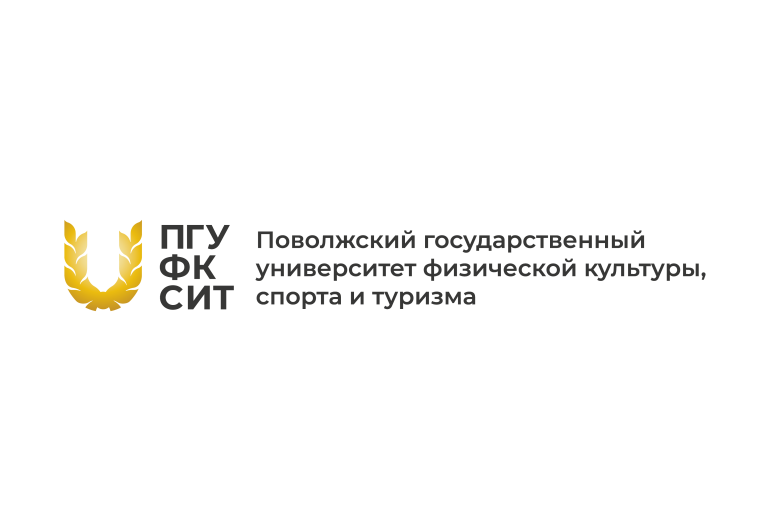 ПГУ
ФК
СИТ
Поволжский государственный
университет физической культуры,
спорта и туризма